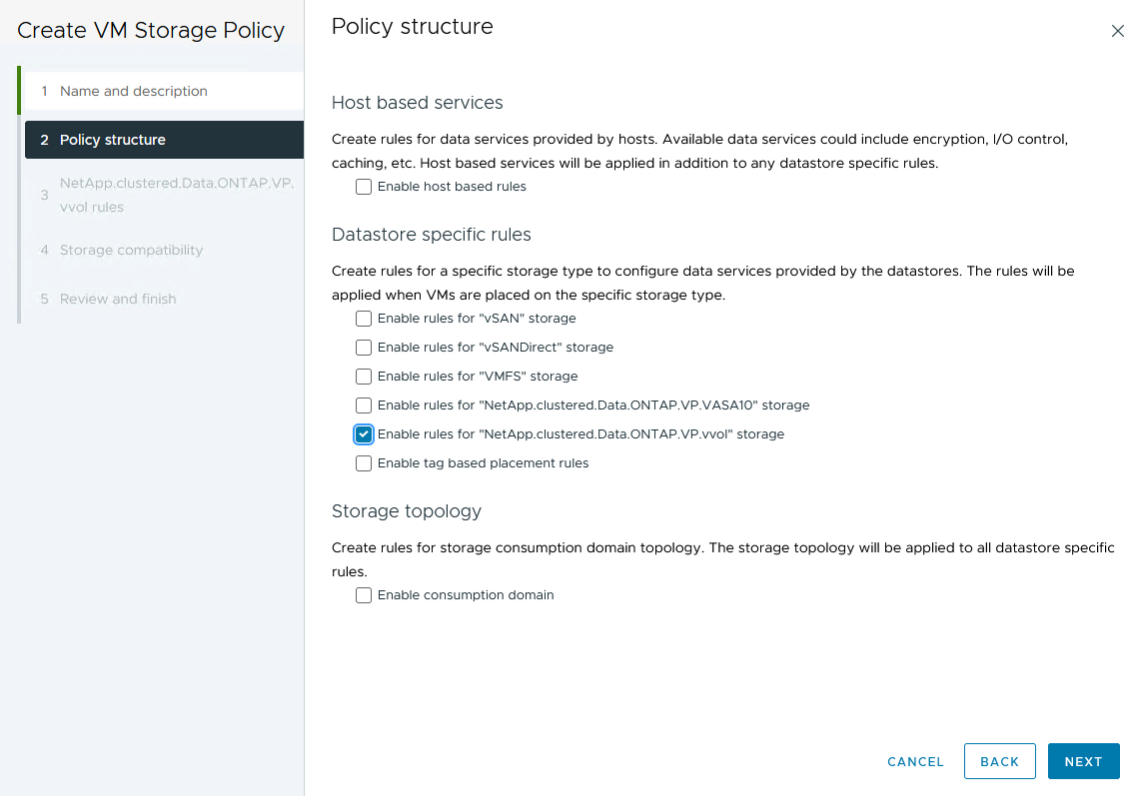 Create VM Storage Policy
1 Name and description
2 Policy structure
3 NetApp.clustered.Data.ONTAP.VP.
vvol rules
4 Storage compatibility
5 Review and finish
Policy structure
Host based services
Create rules for data services provided by hosts. Available data services could include encryption, I/O control,
caching, etc. Host based services will be applied in addition to any datastore specific rules.
Enable host based rules
Datastore specific rules
Create rules for a specific storage type to configure data services provided by the datastores. The rules will be
applied when VMs are placed on the specific storage type.
Enable rules for "vSAN" storage
Enable rules for "vSANDirect" storage
Enable rules for "VMFS" storage
Enable rules for "NetApp.clustered.Data.ONTAP.VP.VASA10" storage
Enable rules for "NetApp.clustered.Data.ONTAP.VP.vvol" storage
Enable tag based placement rules
Storage topology
Create rules for storage consumption domain topology. The storage topology will be applied to all datastore specific
rules.
Enable consumption domain
CANCEL
BACK
NEXT